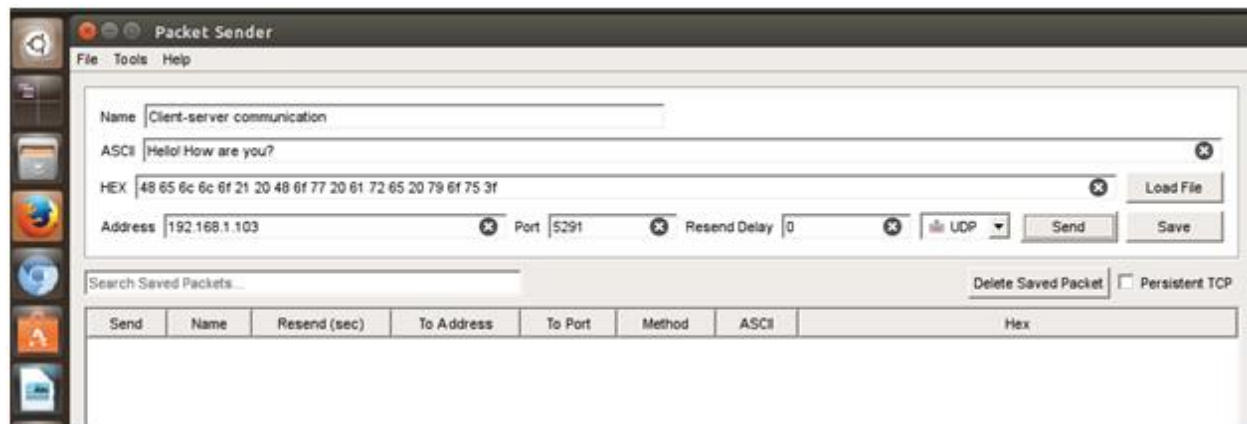 Packet Sender
File Tools Help
Name Client-server communication
ASCII Hello! How are you?
HEX 48 65 6c 6c 6f 21 20 48 6f 77 20 61 72 65 20 79 6f 75 3f Load File
Address 192.168.1.103 Port 5291 Resend Delay 0 UDP Send Save
Search Saved Packets... Delete Saved Packet Persistent TCP
Send Name Resend (sec) To Address To Port Method ASCII Hex